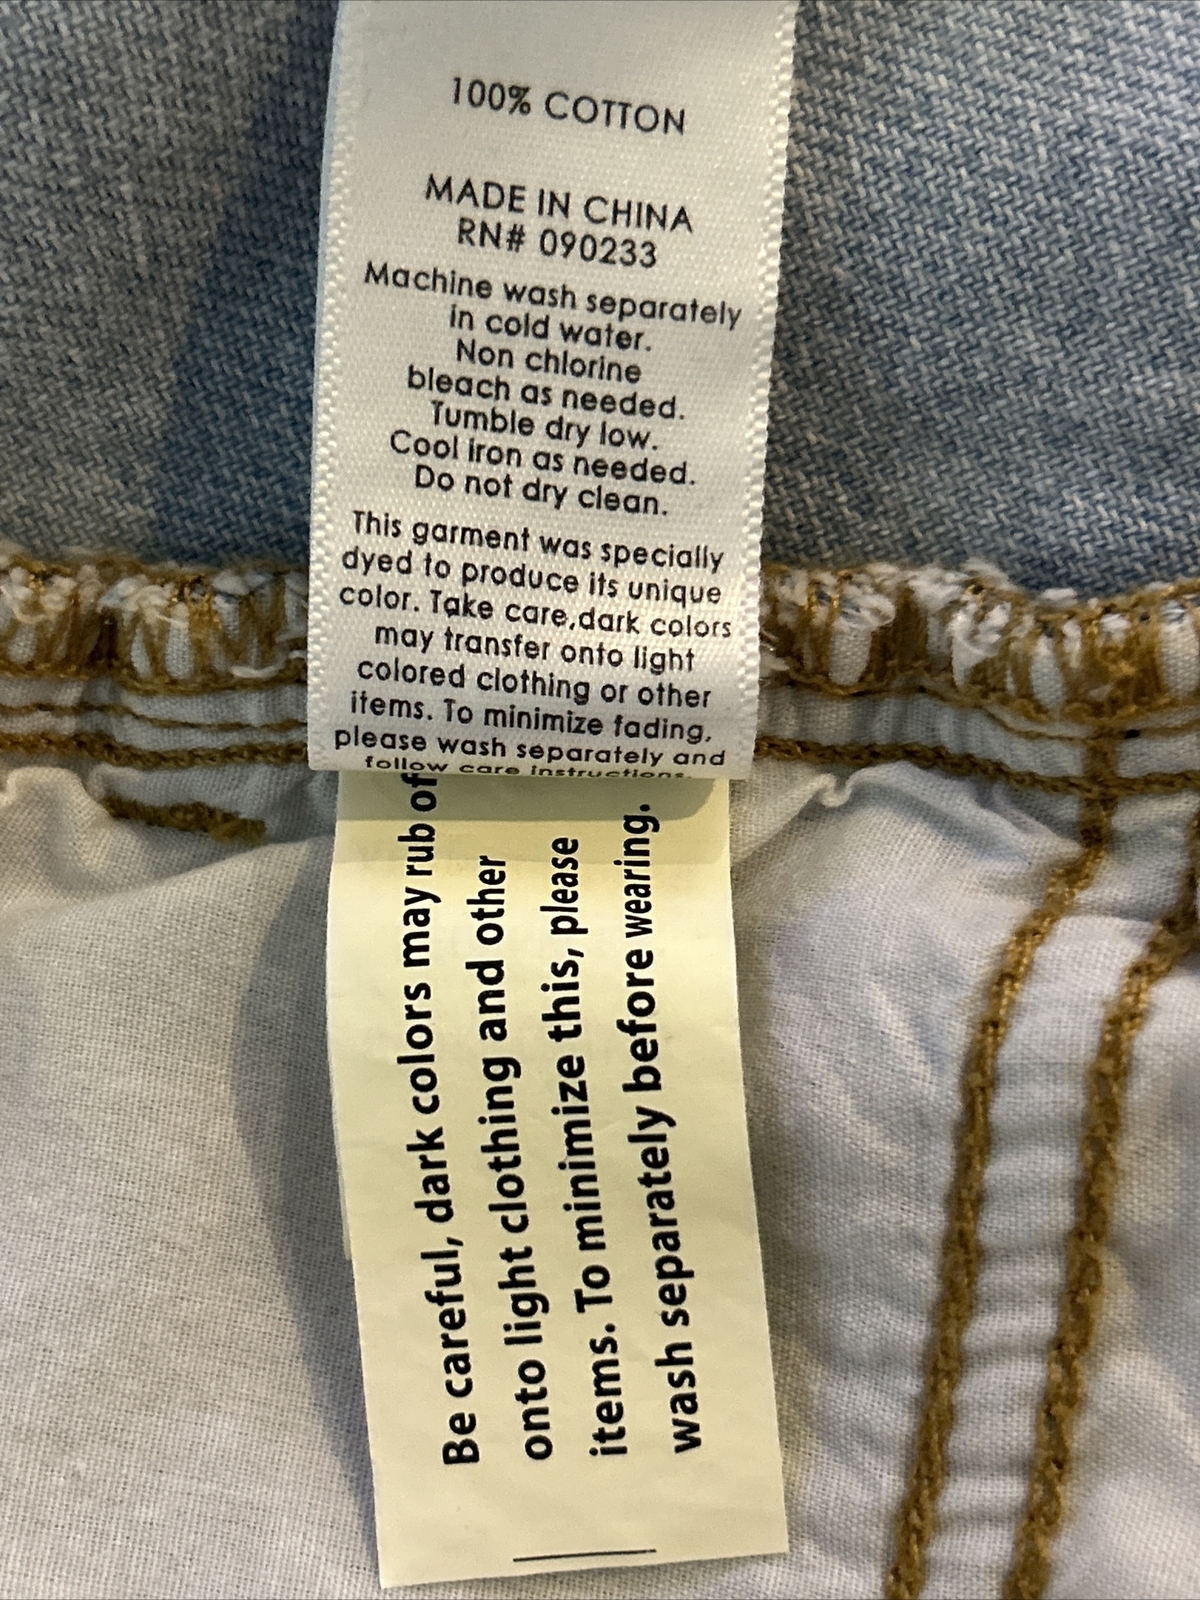 100% COTTON
MADE IN CHINA
RN# 090233
Machine wash separately
in cold water.
Non chlorine
bleach as needed.
Tumble dry low.
Cool iron as needed.
Do not dry clean.
This garment was specially
dyed to produce its unique
color. Take care,dark colors
may transfer onto light
colored clothing or other
items. To minimize fading,
please wash separately and
follow care instructions.
Be careful, dark colors may rub of
onto light clothing and other
items. To minimize this, please
wash separately before wearing.